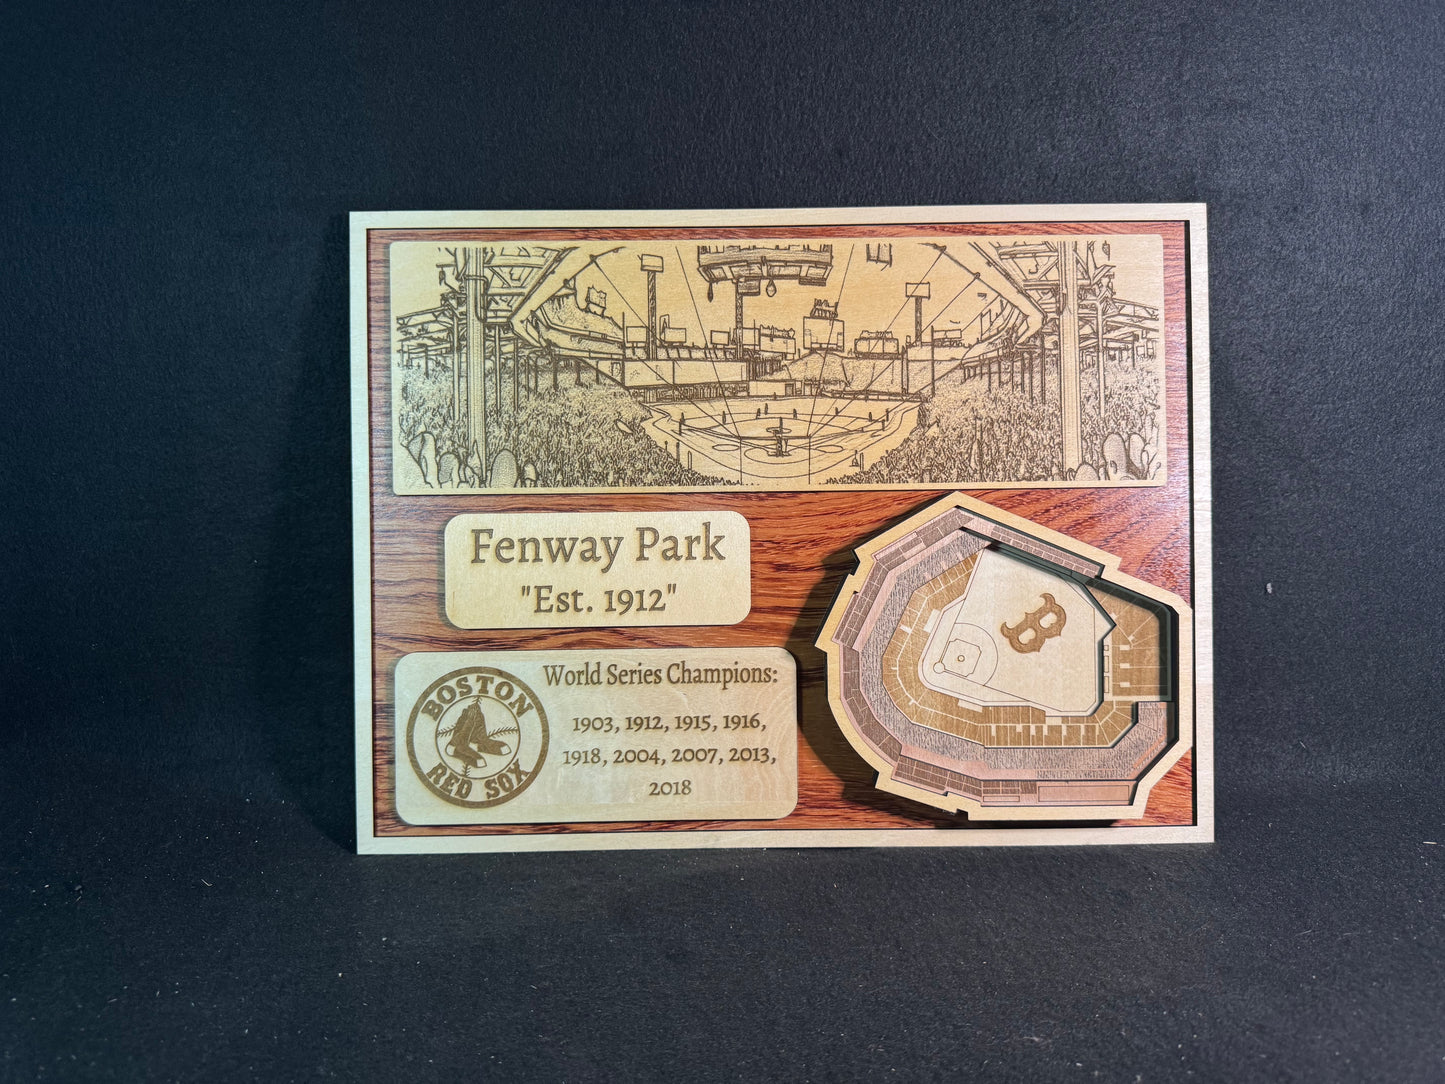 Fenway Park
"Est. 1912"
World Series Champions:
1903, 1912, 1915, 1916,
1918, 2004, 2007, 2013,
2018
BOSTON
RED SOX
B